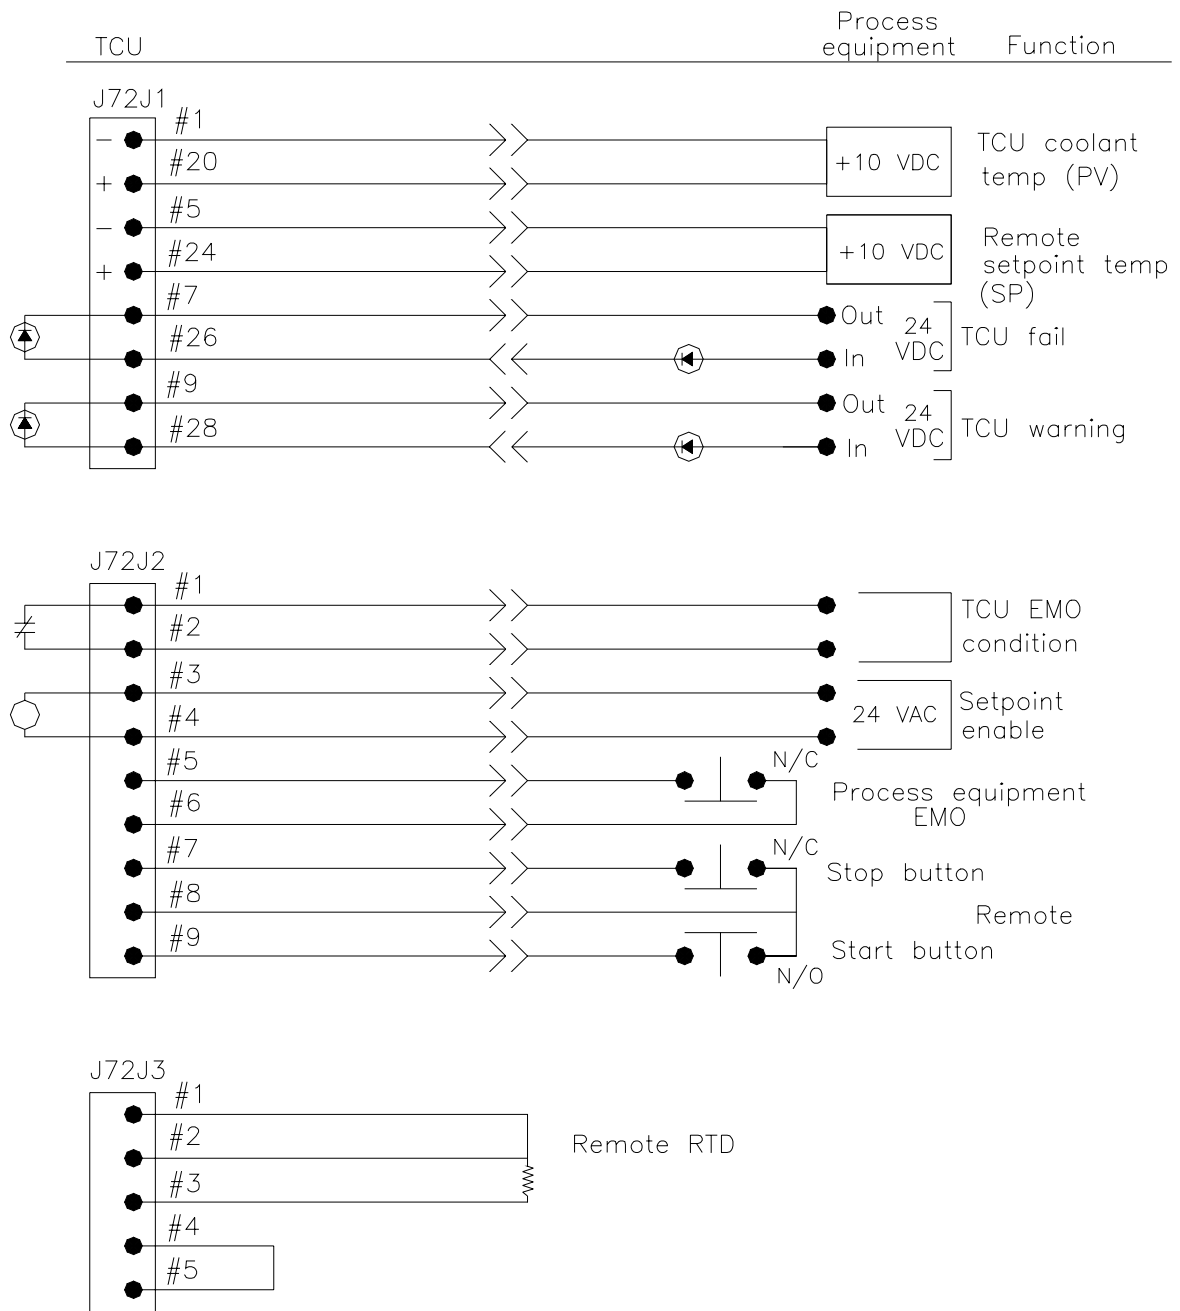 TCU
Process
equipment
Function
J72J1
#1
− 
#20
+
#5
−
#24
+
#7
#26
#9
#28
+10 VDC
TCU coolant
temp (PV)
+10 VDC
Remote
setpoint temp
(SP)
Out
In
24
VDC
TCU fail
Out
In
24
VDC
TCU warning
J72J2
#1
#2
#3
#4
#5
#6
#7
#8
#9
TCU EMO
condition
24 VAC
Setpoint
enable
N/C
Process equipment
EMO
N/C
Stop button
Remote
Start button
N/O
J72J3
#1
#2
#3
#4
#5
Remote RTD